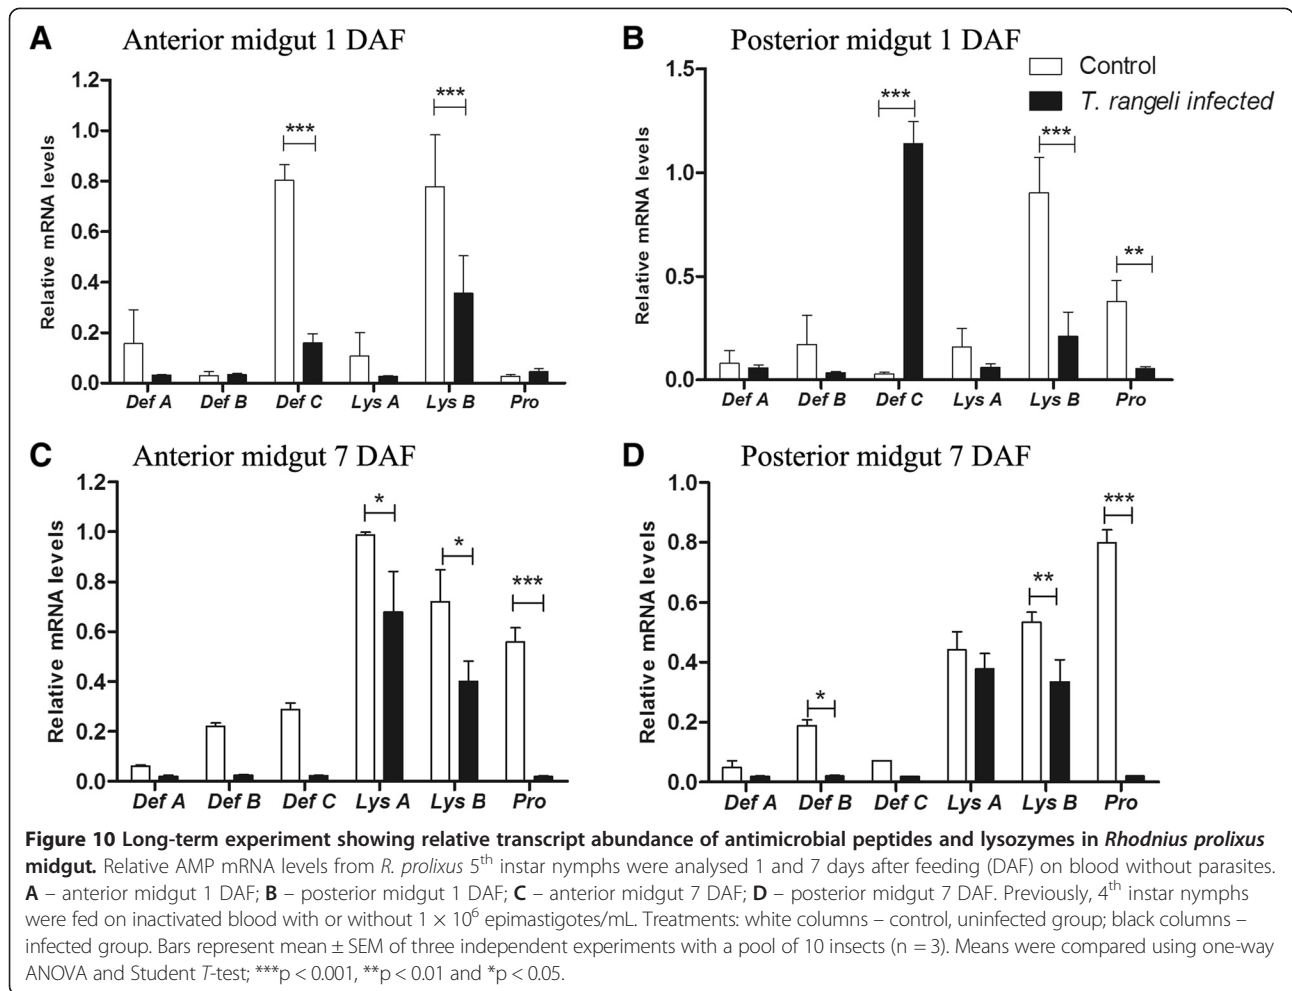 A Anterior midgut 1 DAF
1.2
1.0
0.8
0.6
0.4
0.2
0.0
Relative mRNA levels
***
***
Def A Def B Def C Lys A Lys B Pro
B Posterior midgut 1 DAF
Control
T. rangeli infected
1.5
1.0
0.5
0.0
Relative mRNA levels
***
***
**
Def A Def B Def C Lys A Lys B Pro
C Anterior midgut 7 DAF
1.2
1.0
0.8
0.6
0.4
0.2
0.0
Relative mRNA levels
*
*
***
Def A Def B Def C Lys A Lys B Pro
D Posterior midgut 7 DAF
1.0
0.8
0.6
0.4
0.2
0.0
Relative mRNA levels
*
**
***
Def A Def B Def C Lys A Lys B Pro
Figure 10 Long-term experiment showing relative transcript abundance of antimicrobial peptides and lysozymes in Rhodnius prolixus
midgut. Relative AMP mRNA levels from R. prolixus 5th instar nymphs were analysed 1 and 7 days after feeding (DAF) on blood without parasites.
A – anterior midgut 1 DAF; B – posterior midgut 1 DAF; C – anterior midgut 7 DAF; D – posterior midgut 7 DAF. Previously, 4th instar nymphs
were fed on inactivated blood with or without 1 × 10⁶ epimastigotes/mL. Treatments: white columns – control, uninfected group; black columns –
infected group. Bars represent mean ± SEM of three independent experiments with a pool of 10 insects (n = 3). Means were compared using one-way
ANOVA and Student T-test; ***p < 0.001, **p < 0.01 and *p < 0.05.